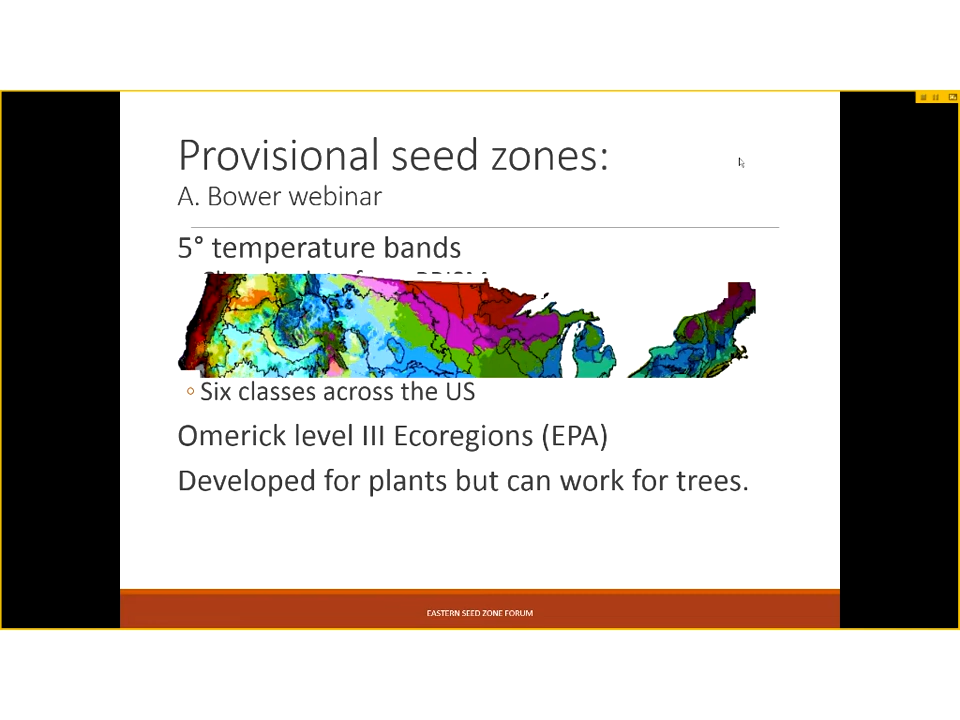 Provisional seed zones:
A. Bower webinar
5° temperature bands
PRISM
Six classes across the US
Omerick level III Ecoregions (EPA)
Developed for plants but can work for trees.
EASTERN SEED ZONE FORUM